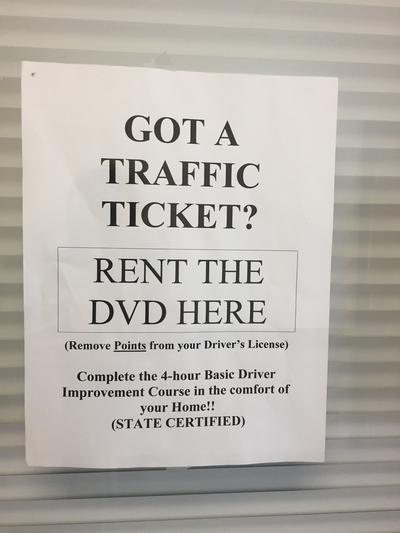 GOT A
TRAFFIC
TICKET?
RENT THE
DVD HERE
(Remove Points from your Driver's License)
Complete the 4-hour Basic Driver
Improvement Course in the comfort of
your Home!!
(STATE CERTIFIED)